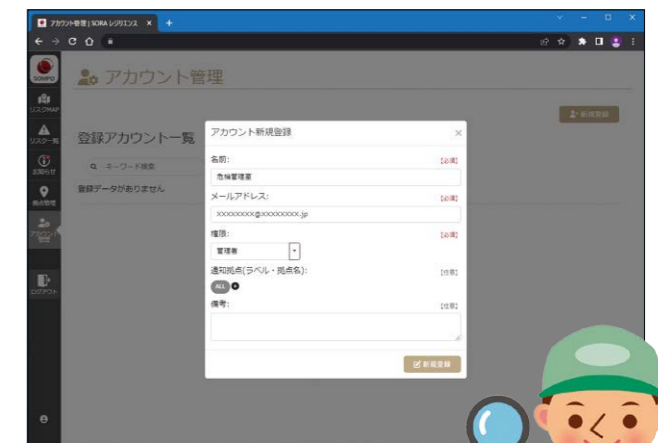 アカウント管理 | SORA レジリエンス
SOMPO
アカウント管理
リスクMAP
新規登録
リスク一覧
登録アカウント一覧
お知らせ
キーワード検索
拠点管理
登録データがありません
アカウント管理
ログアウト
アカウント新規登録
名前:
[必須]
危機管理室
メールアドレス:
[必須]
XXXXXXXX@XXXXXXXXX.jp
権限:
[必須]
管理者
通知拠点(ラベル・拠点名):
[任意]
ALL
備考:
[任意]
新規登録